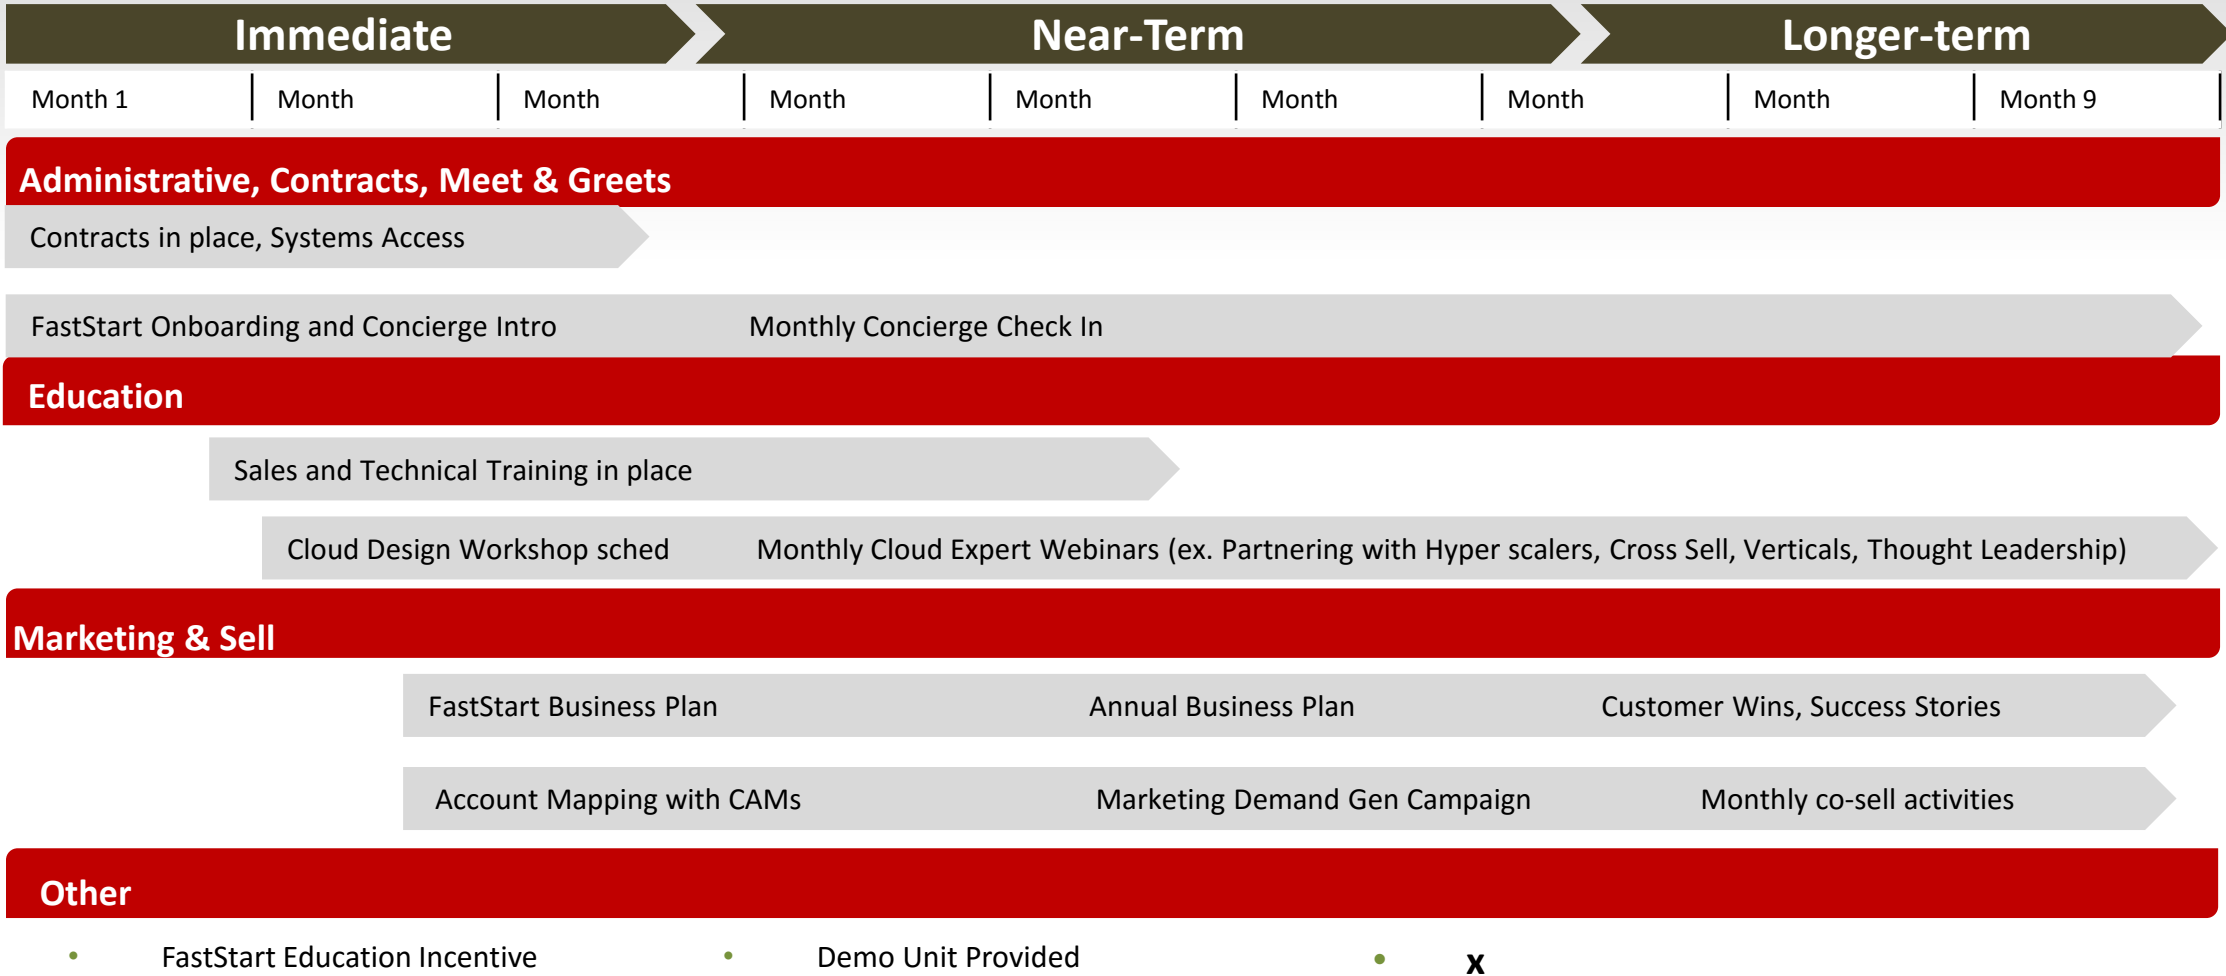 Immediate Near-Term Longer-term
Month 1 Month Month Month Month Month Month Month Month 9
Administrative, Contracts, Meet & Greets
Contracts in place, Systems Access
FastStart Onboarding and Concierge Intro Monthly Concierge Check In
Education
Sales and Technical Training in place
Cloud Design Workshop sched Monthly Cloud Expert Webinars (ex. Partnering with Hyper scalers, Cross Sell, Verticals, Thought Leadership)
Marketing & Sell
FastStart Business Plan Annual Business Plan Customer Wins, Success Stories
Account Mapping with CAMs Marketing Demand Gen Campaign Monthly co-sell activities
Other
• FastStart Education Incentive • Demo Unit Provided • x